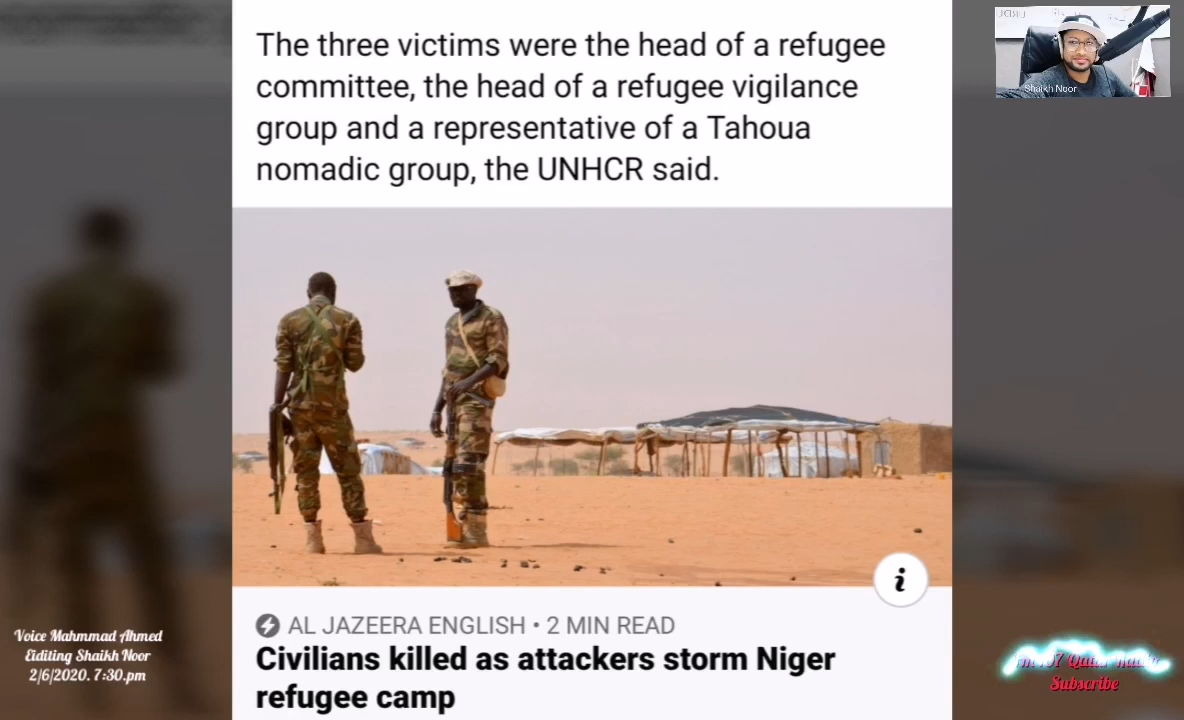 The three victims were the head of a refugee
committee, the head of a refugee vigilance
group and a representative of a Tahoua
nomadic group, the UNHCR said.
Shaikh Noor
i
AL JAZEERA ENGLISH • 2 MIN READ
Civilians killed as attackers storm Niger
refugee camp
Voice Mahmmad Ahmed
Eiditing Shaikh Noor
2/6/2020. 7:30.pm
Subscribe